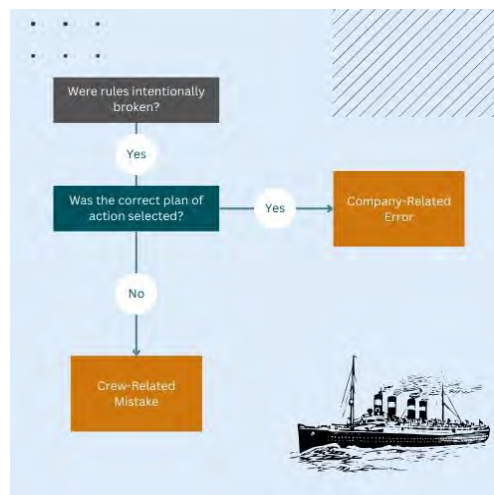 Were rules intentionally
broken?
Yes
Was the correct plan of
action selected?
Yes
Company-Related
Error
No
Crew-Related
Mistake